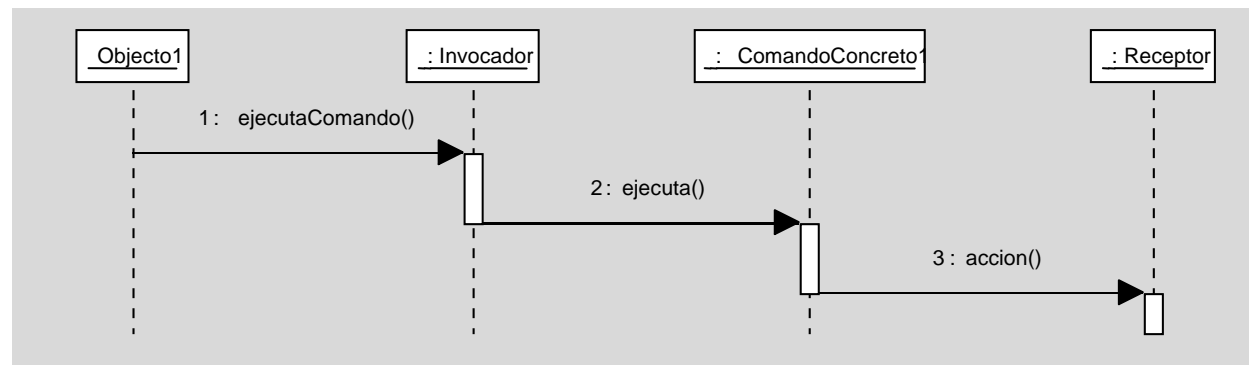 Objecto1
: Invocador
: ComandoConcreto1
: Receptor
1: ejecutaComando()
2: ejecuta()
3: accion()